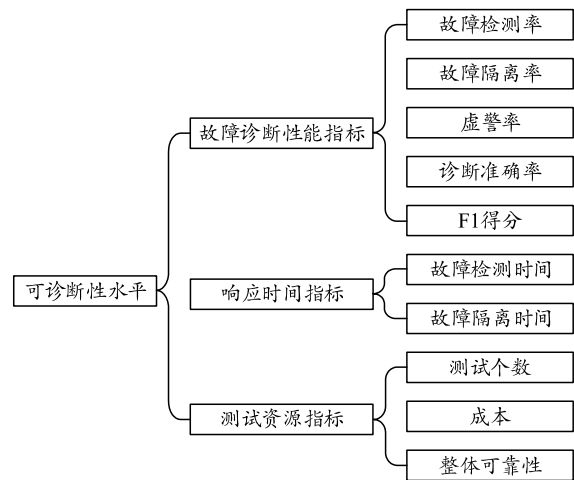 可诊断性水平
故障诊断性能指标
故障检测率
故障隔离率
虚警率
诊断准确率
F1得分
响应时间指标
故障检测时间
故障隔离时间
测试资源指标
测试个数
成本
整体可靠性